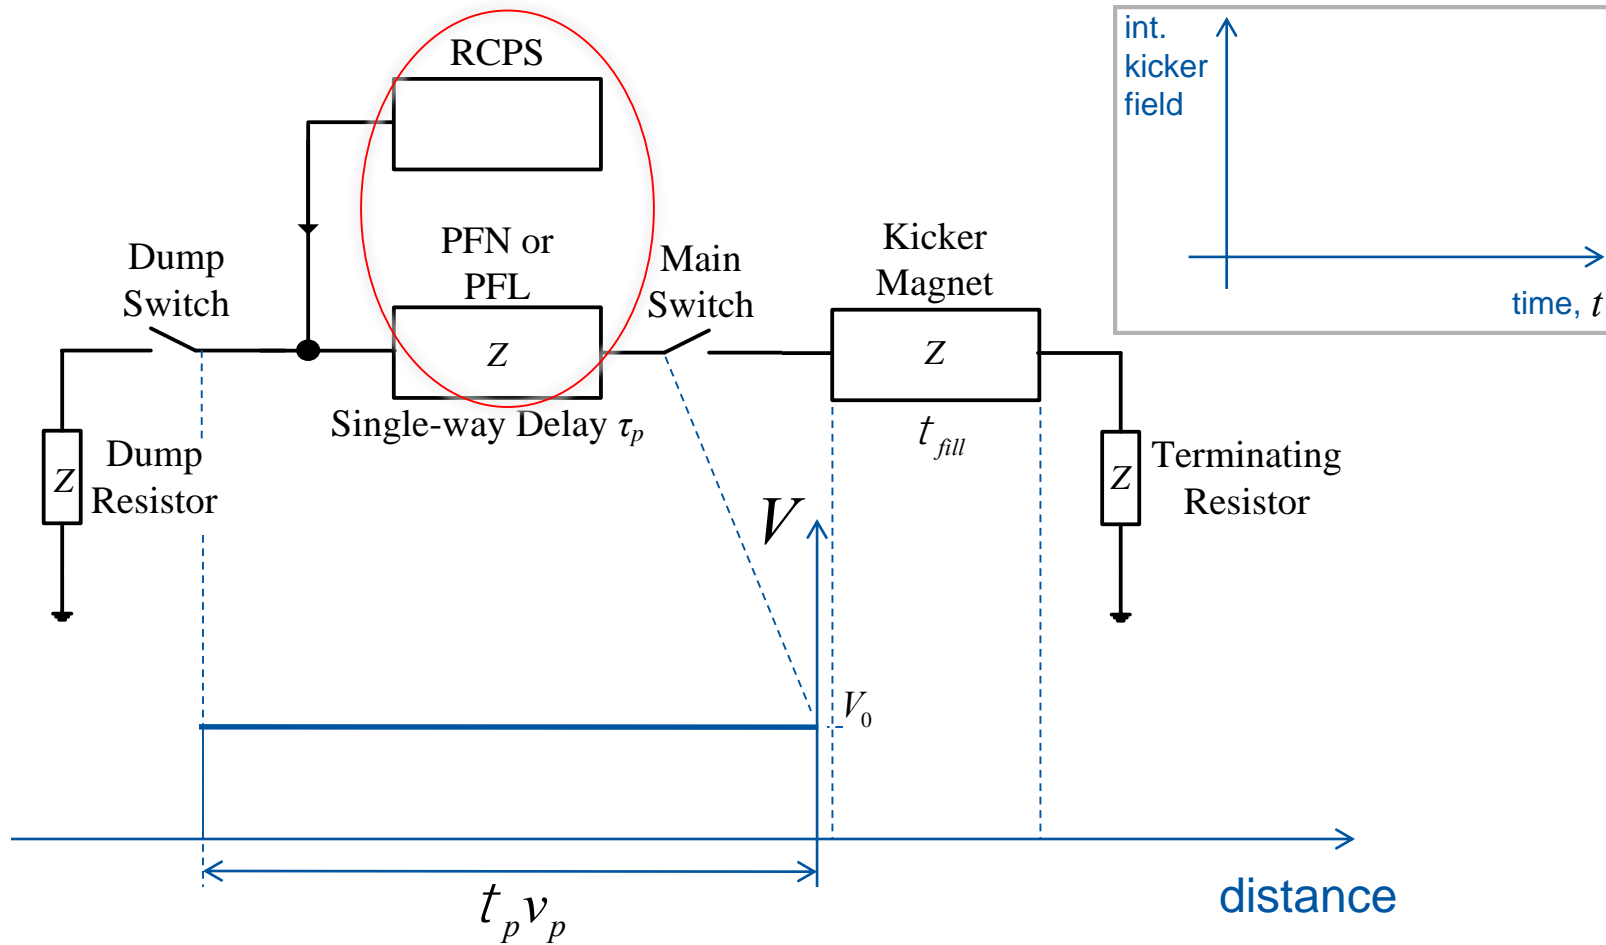 RCPS
int.
kicker
field
time, t
PFN or
PFL
Z
Single-way Delay τp
Dump
Switch
Main
Switch
Kicker
Magnet
Z
tfill
Z
Dump
Resistor
Z
Terminating
Resistor
V
V0
tpvp
distance